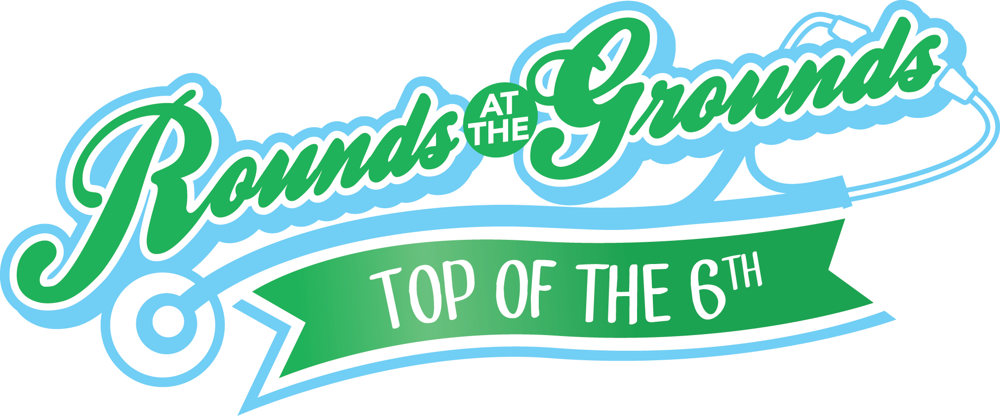 Rounds AT THE Grounds
TOP OF THE 6TH